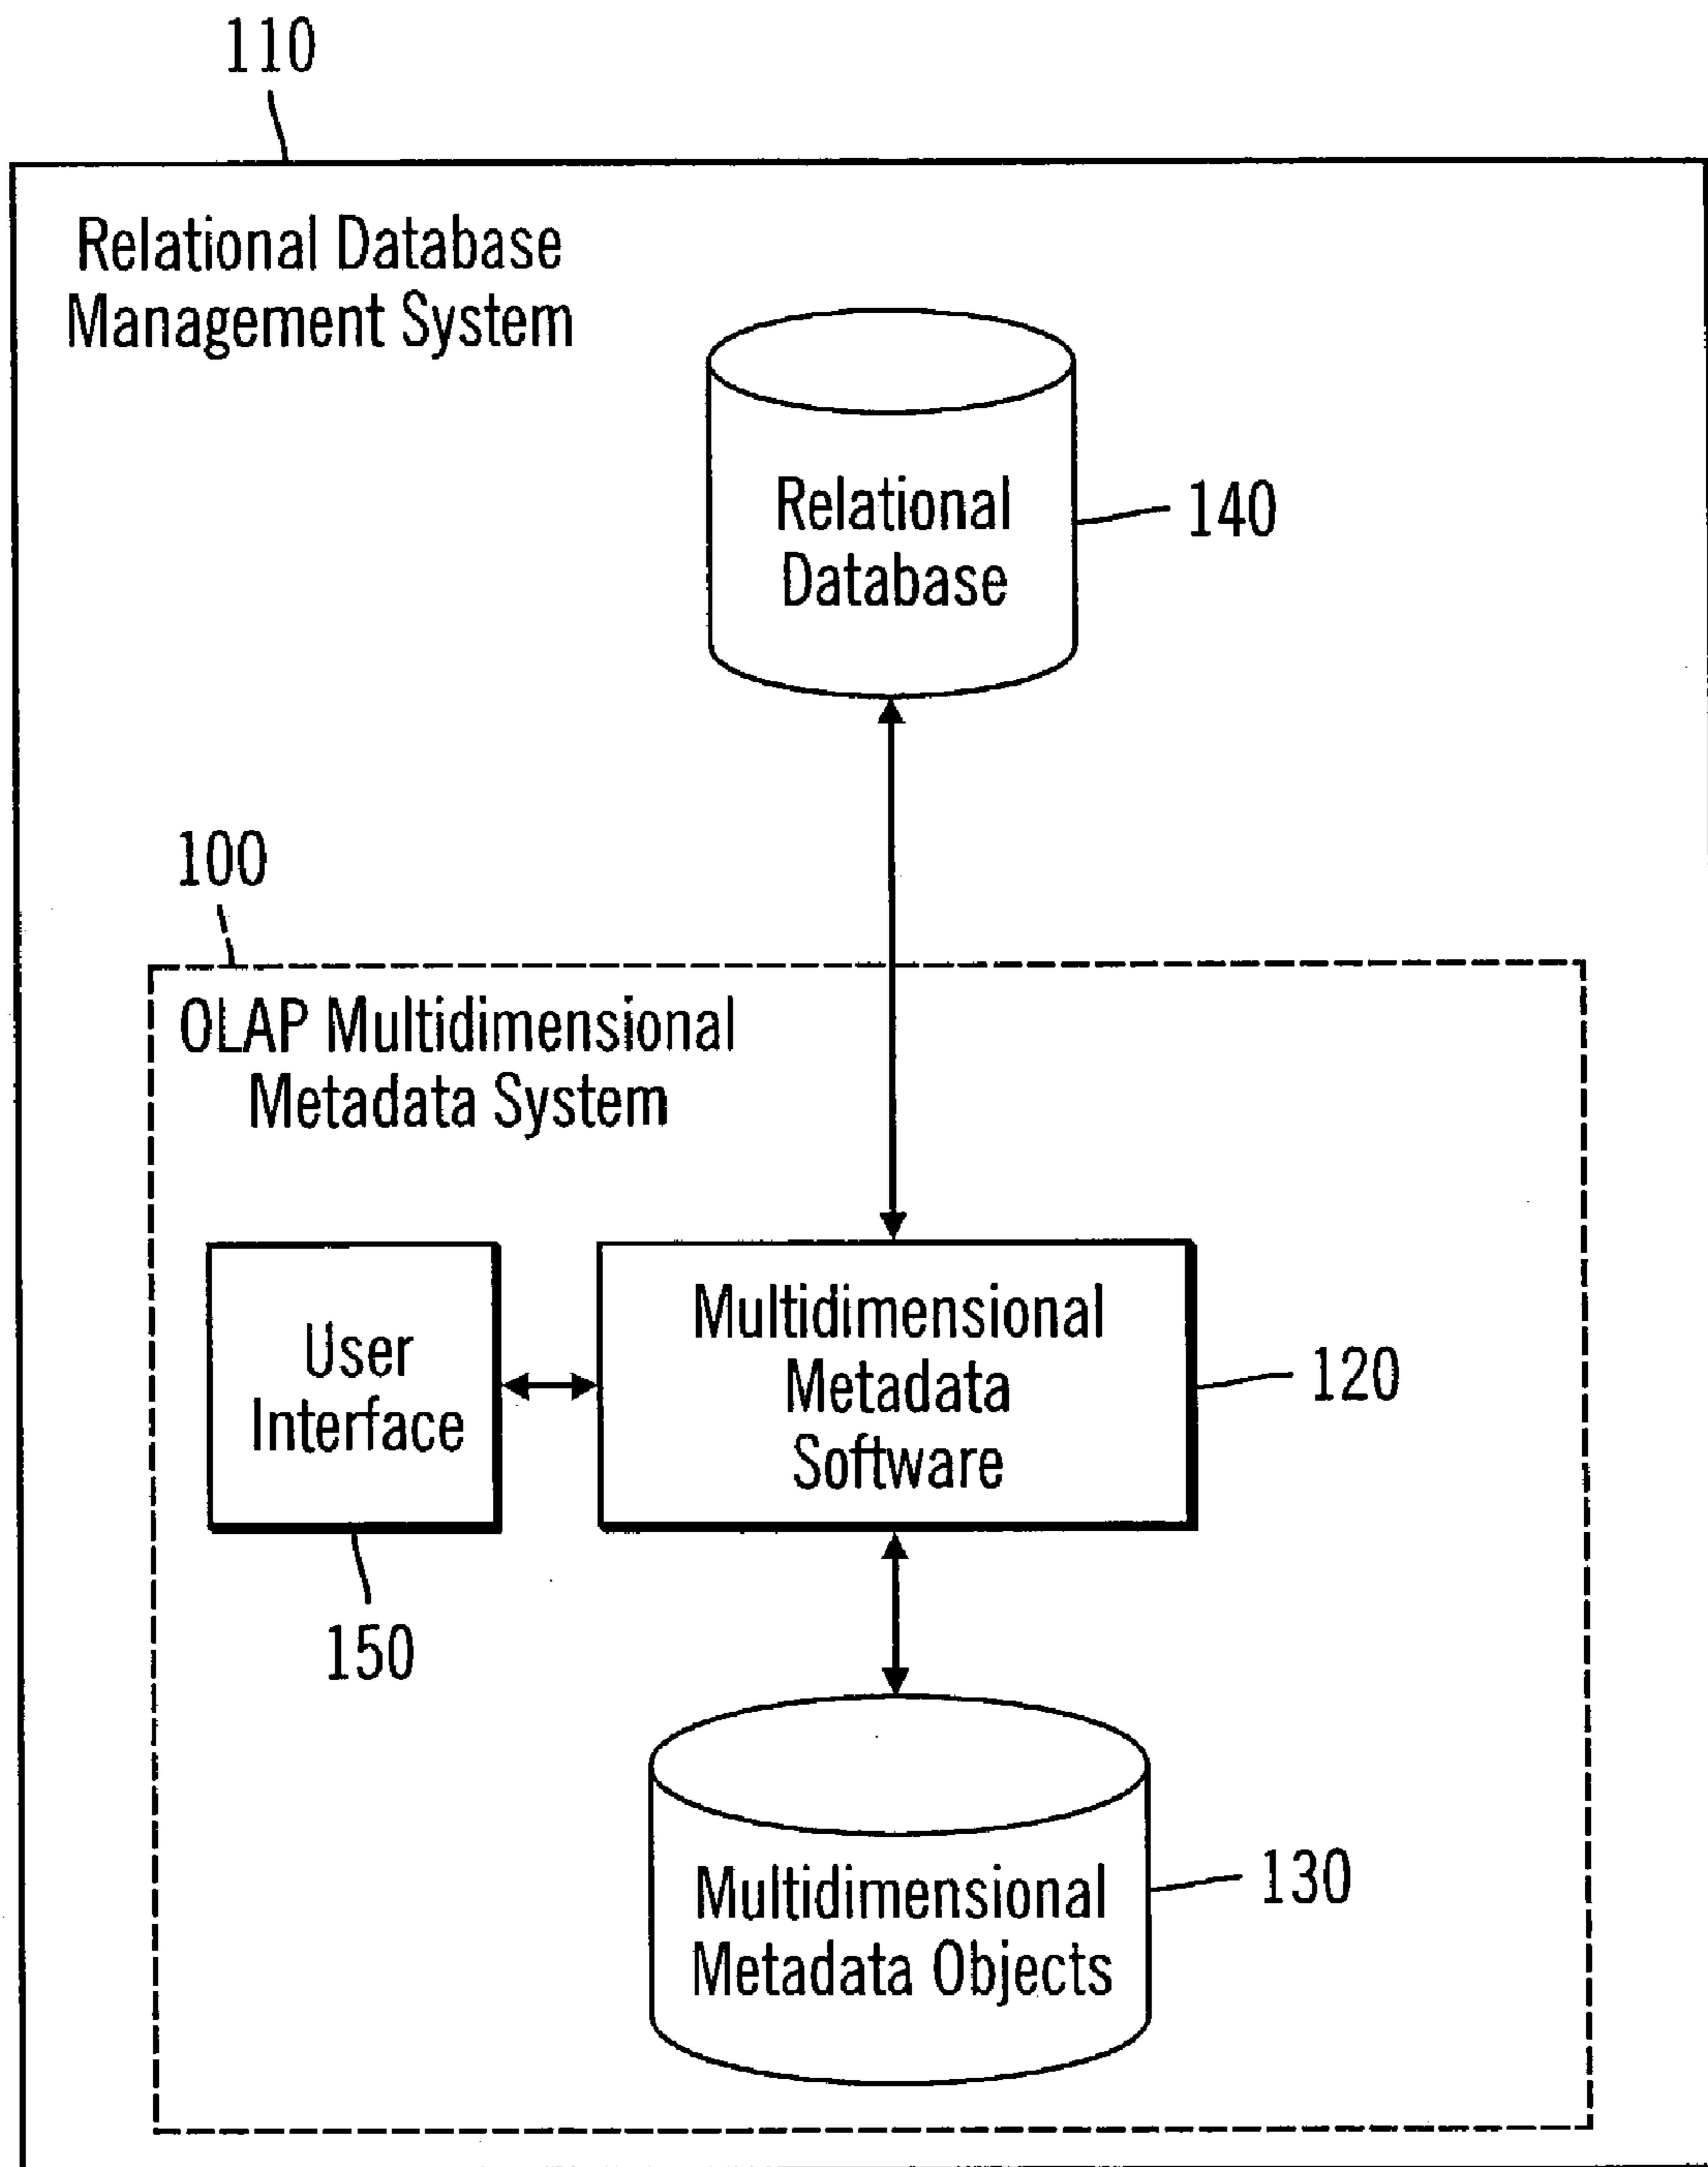 110
Relational Database
Management System
Relational
Database
140
100
OLAP Multidimensional
Metadata System
User
Interface
Multidimensional
Metadata
Software
120
150
Multidimensional
Metadata Objects
130